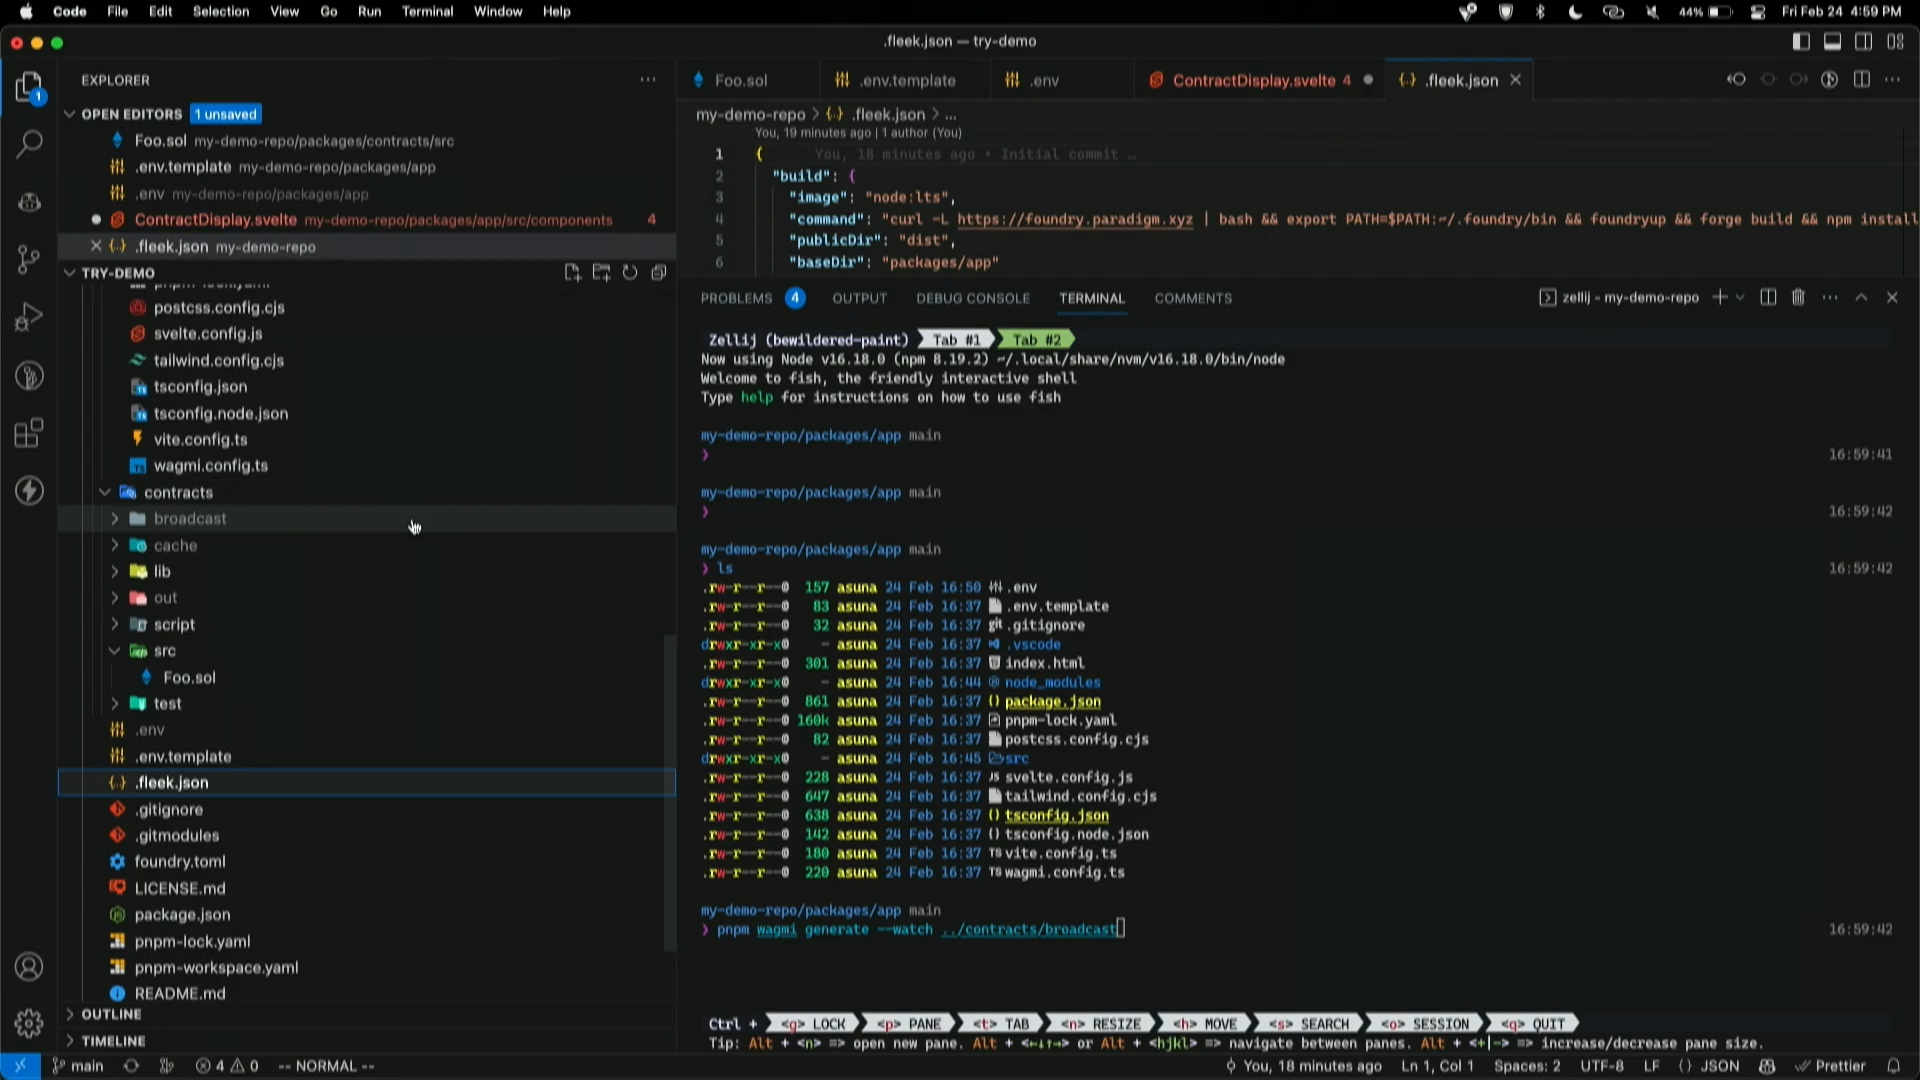 Code File Edit Selection View Go Run Terminal Window Help 44% Fri Feb 24 4:59 PM
.fleek.json — try-demo
EXPLORER
OPEN EDITORS 1 unsaved
Foo.sol my-demo-repo/packages/contracts/src
.env.template my-demo-repo/packages/app
.env my-demo-repo/packages/app
ContractDisplay.svelte my-demo-repo/packages/app/src/components 4
.fleek.json my-demo-repo
TRY-DEMO
postcss.config.cjs
svelte.config.js
tailwind.config.cjs
tsconfig.json
tsconfig.node.json
vite.config.ts
wagmi.config.ts
contracts
broadcast
cache
lib
out
script
src
Foo.sol
test
.env
.env.template
.fleek.json
.gitignore
.gitmodules
foundry.toml
LICENSE.md
package.json
pnpm-lock.yaml
pnpm-workspace.yaml
README.md
OUTLINE
TIMELINE
Foo.sol .env.template .env ContractDisplay.svelte 4 .fleek.json
my-demo-repo > {..} .fleek.json > ...
You, 19 minutes ago | 1 author (You)
1 { You, 18 minutes ago • Initial commit …
2 "build": {
3 "image": "node:lts",
4 "command": "curl -L https://foundry.paradigm.xyz | bash && export PATH=$PATH:~/.foundry/bin && foundryup && forge build && npm install
5 "publicDir": "dist",
6 "baseDir": "packages/app"
PROBLEMS 4 OUTPUT DEBUG CONSOLE TERMINAL COMMENTS zellij - my-demo-repo
Zellij (bewildered-paint) Tab #1 Tab #2
Now using Node v16.18.0 (npm 8.19.2) ~/.local/share/nvm/v16.18.0/bin/node
Welcome to fish, the friendly interactive shell
Type help for instructions on how to use fish
my-demo-repo/packages/app main
❯ 16:59:41
my-demo-repo/packages/app main
❯ 16:59:42
my-demo-repo/packages/app main
❯ ls 16:59:42
.rw-r--r--@ 157 asuna 24 Feb 16:50 .env
.rw-r--r--@ 83 asuna 24 Feb 16:37 .env.template
.rw-r--r--@ 32 asuna 24 Feb 16:37 .gitignore
drwxr-xr-x@ - asuna 24 Feb 16:37 .vscode
.rw-r--r--@ 301 asuna 24 Feb 16:37 index.html
drwxr-xr-x@ - asuna 24 Feb 16:44 node_modules
.rw-r--r--@ 861 asuna 24 Feb 16:37 package.json
.rw-r--r--@ 160k asuna 24 Feb 16:37 pnpm-lock.yaml
.rw-r--r--@ 82 asuna 24 Feb 16:37 postcss.config.cjs
drwxr-xr-x@ - asuna 24 Feb 16:45 src
.rw-r--r--@ 228 asuna 24 Feb 16:37 svelte.config.js
.rw-r--r--@ 647 asuna 24 Feb 16:37 tailwind.config.cjs
.rw-r--r--@ 638 asuna 24 Feb 16:37 tsconfig.json
.rw-r--r--@ 142 asuna 24 Feb 16:37 tsconfig.node.json
.rw-r--r--@ 180 asuna 24 Feb 16:37 vite.config.ts
.rw-r--r--@ 220 asuna 24 Feb 16:37 wagmi.config.ts
my-demo-repo/packages/app main
❯ pnpm wagmi generate --watch ../contracts/broadcast 16:59:42
Ctrl + <g> LOCK <p> PANE <t> TAB <n> RESIZE <h> MOVE <s> SEARCH <o> SESSION <q> QUIT
Tip: Alt + <n> => open new pane. Alt + <←↓↑→> or Alt + <hjkl> => navigate between panes. Alt + <+|-> => increase/decrease pane size.
main 4 0 -- NORMAL -- You, 18 minutes ago Ln 1, Col 1 Spaces: 2 UTF-8 LF {} JSON Prettier